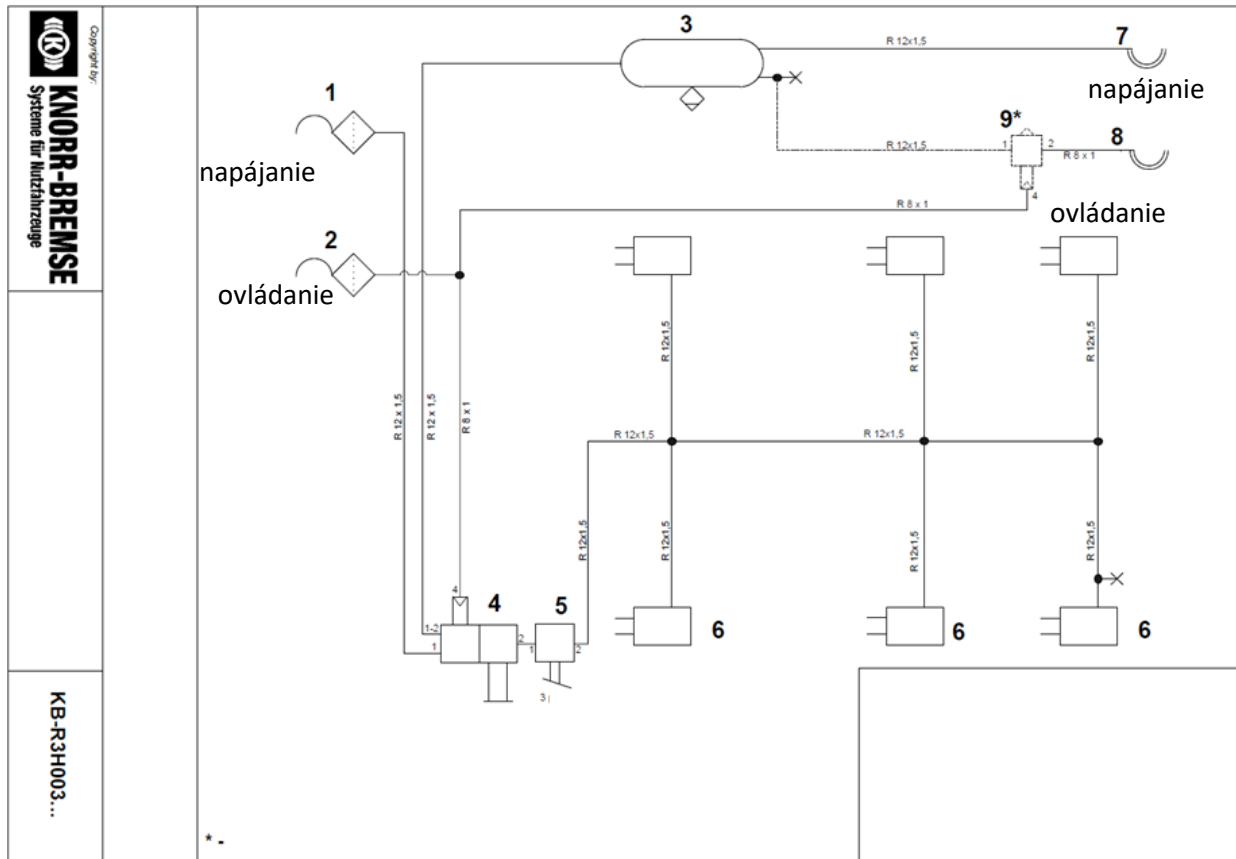 Copyright by:
KNORR-BREMSE
Systeme für Nutzfahrzeuge
KB-R3H003...
3
R 12x1,5
7
napájanie
1
napájanie
9*
R 12x1,5
1
2
8
R 8 x 1
4
R 8 x 1
ovládanie
2
ovládanie
R 12x1,5
R 12x1,5
R 12x1,5
R 12 x 1,5
R 12 x 1,5
R 8 x 1
R 12x1,5
R 12x1,5
R 12x1,5
R 12x1,5
R 12x1,5
R 12x1,5
4
4
5
1-2
1
2
1
2
3
6
6
6
* -